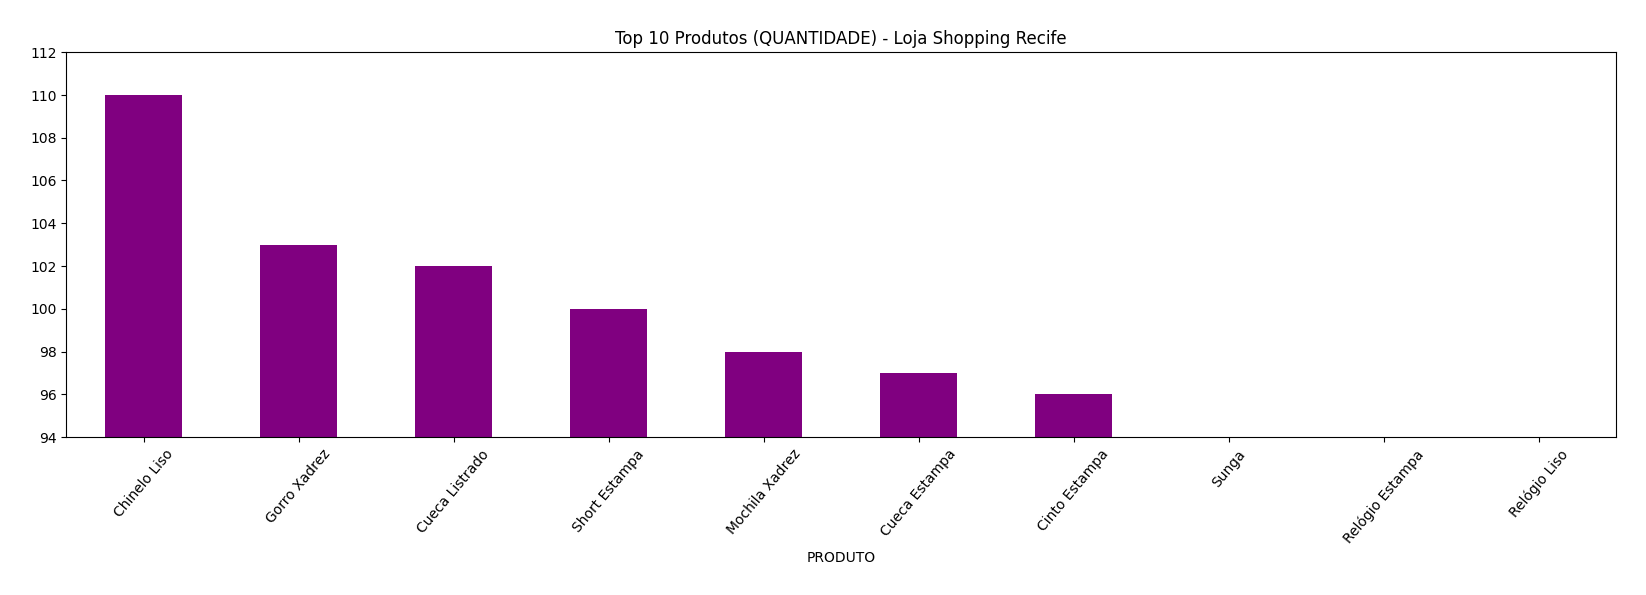 Top 10 Produtos (QUANTIDADE) - Loja Shopping Recife
112
110
108
106
104
102
100
98
96
94
Chinelo Liso
Gorro Xadrez
Cueca Listrado
Short Estampa
Mochila Xadrez
Cueca Estampa
Cinto Estampa
Sunga
Relógio Estampa
Relógio Liso
PRODUTO